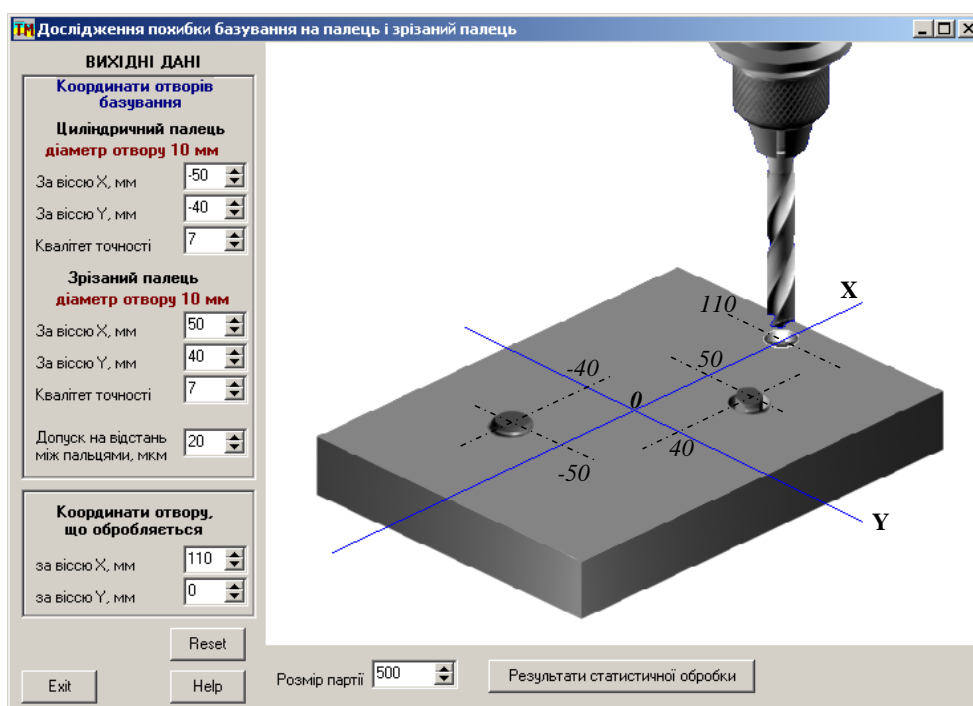 TM Дослідження похибки базування на палець і зрізаний палець
ВИХІДНІ ДАНІ
Координати отворів
базування
Циліндричний палець
діаметр отвору 10 мм
За віссю X, мм -50
За віссю Y, мм -40
Квалітет точності 7
Зрізаний палець
діаметр отвору 10 мм
За віссю X, мм 50
За віссю Y, мм 40
Квалітет точності 7
Допуск на відстань
між пальцями, мкм 20
Координати отвору,
що обробляється
за віссю X, мм 110
за віссю Y, мм 0
Reset
Exit
Help
X
110
-40
50
0
40
-50
Y
Розмір партії 500
Результати статистичної обробки